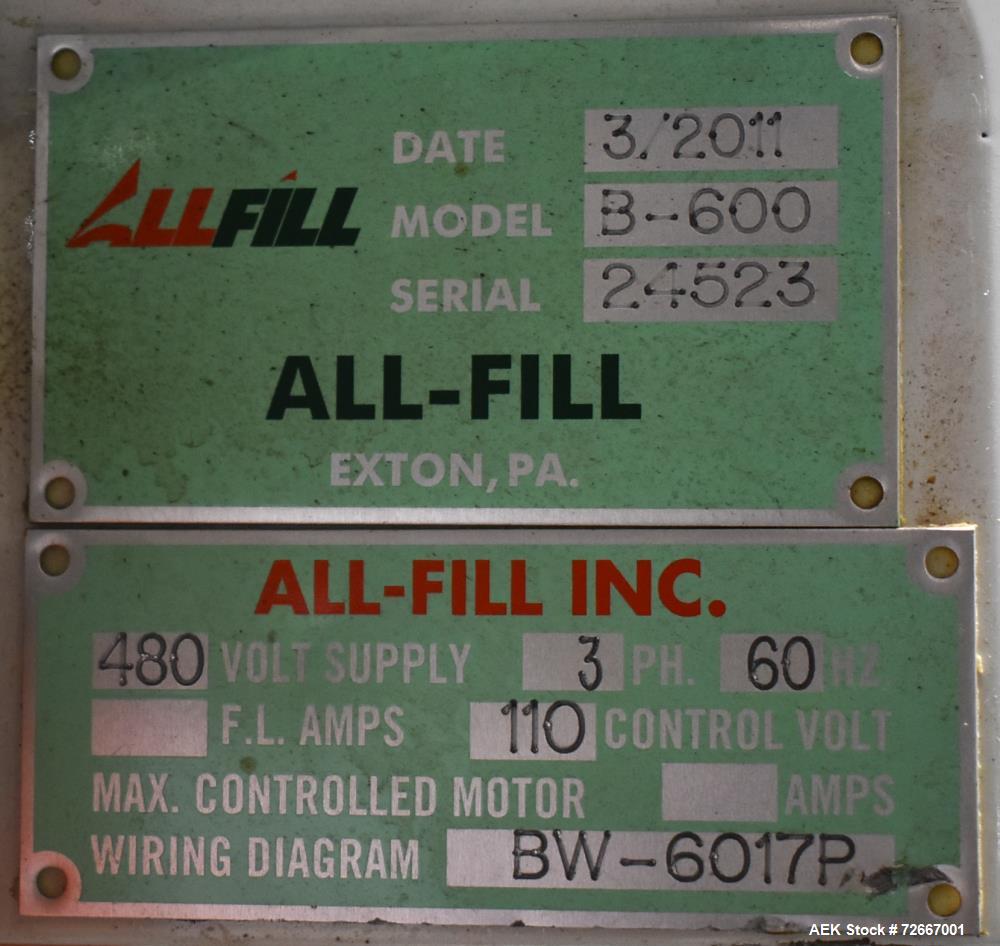 ALLFILL
DATE 3/2011
MODEL B-600
SERIAL 24523
ALL-FILL
EXTON, PA.
ALL-FILL INC.
480 VOLT SUPPLY 3 PH. 60 HZ
F.L. AMPS 110 CONTROL VOLT
MAX. CONTROLLED MOTOR AMPS
WIRING DIAGRAM BW-6017P
AEK Stock # 72667001